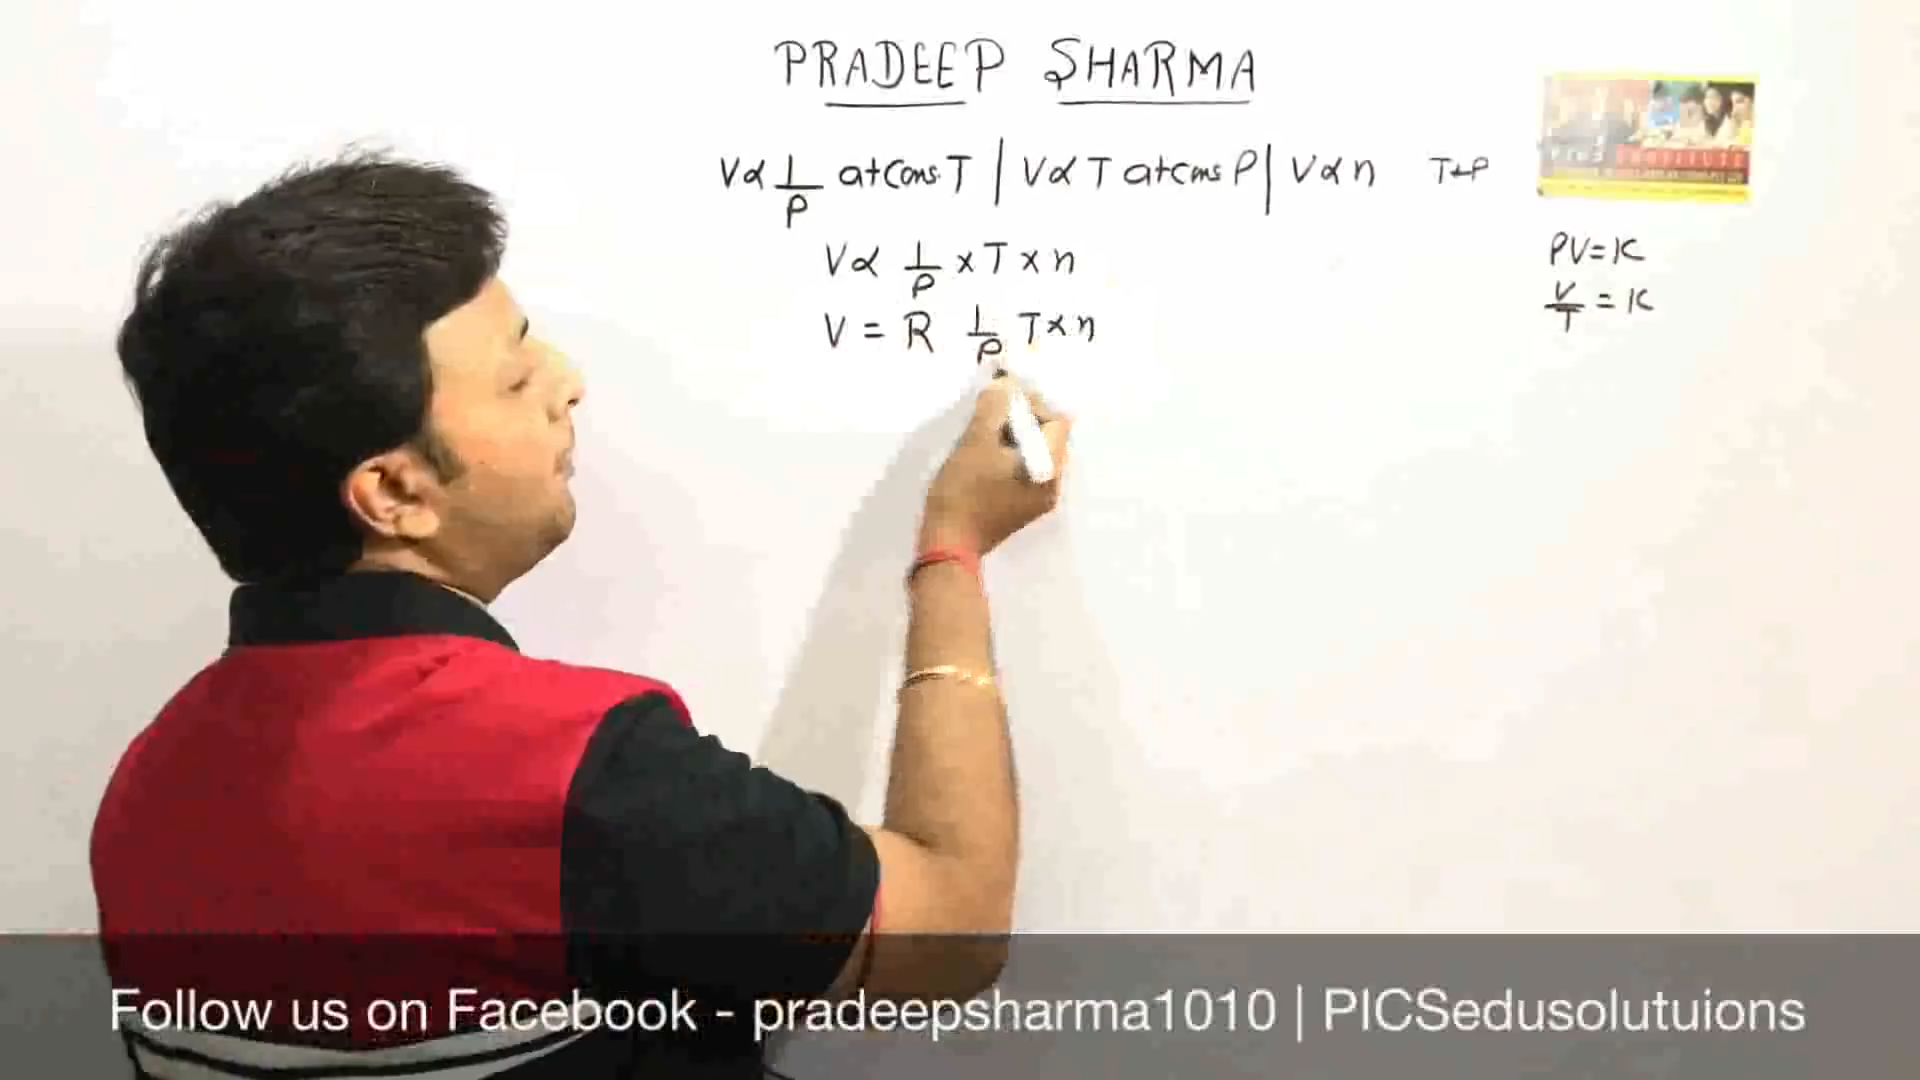 PRADEEP SHARMA
V∝ 1/P at Cons. T | V∝ T at cons P | V∝ n T & P
V∝ 1/P × T × n
V = R 1/P T × n
PV = K
V/T = K
Follow us on Facebook - pradeepsharma1010 | PICSedusolutuions